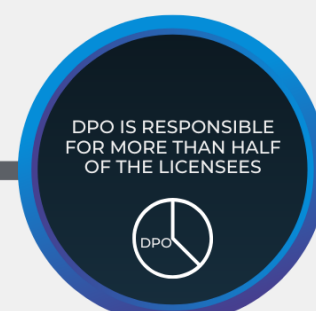 DPO IS RESPONSIBLE
FOR MORE THAN HALF
OF THE LICENSEES
DPO